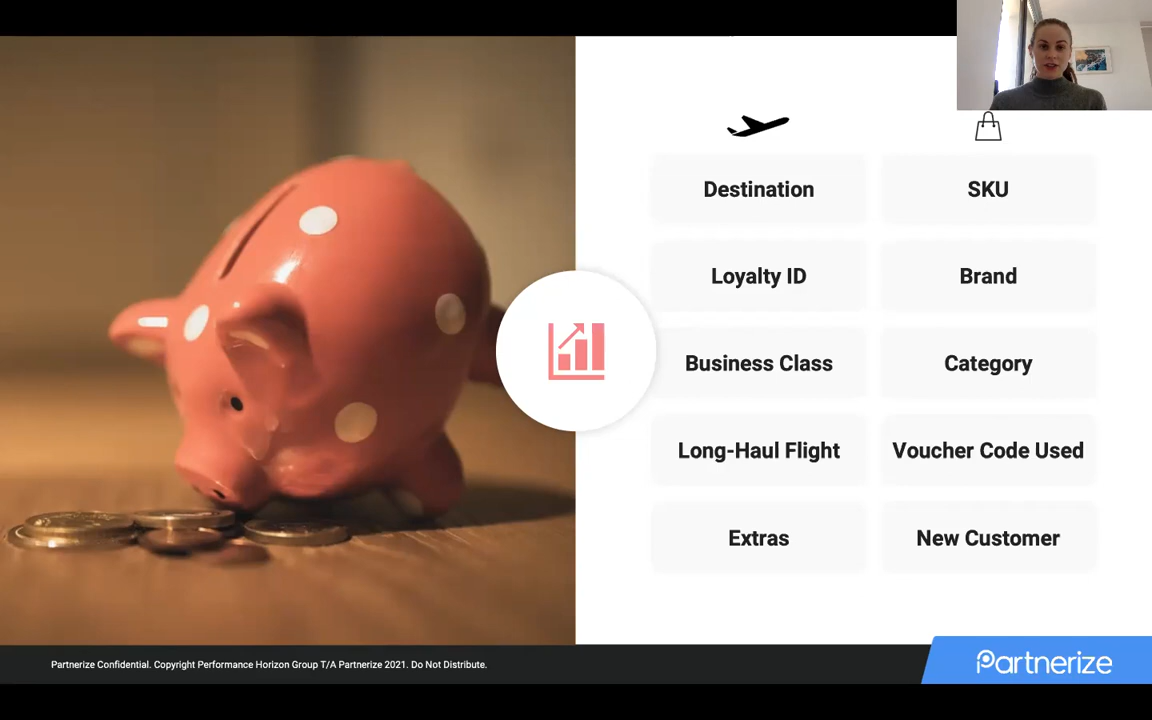 Destination
SKU
Loyalty ID
Brand
Business Class
Category
Long-Haul Flight
Voucher Code Used
Extras
New Customer
Partnerize Confidential. Copyright Performance Horizon Group T/A Partnerize 2021. Do Not Distribute.
Partnerize